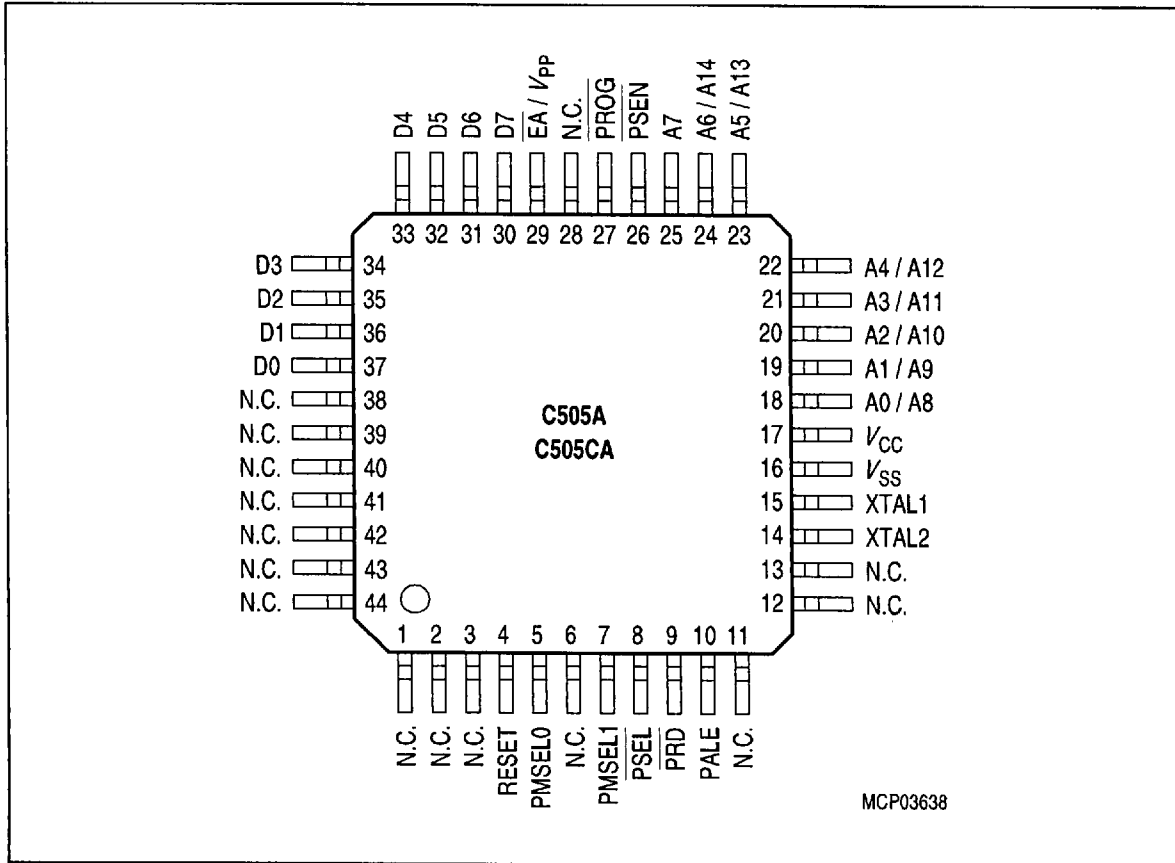 D4
D5
D6
D7
EA / VPP
N.C.
PROG
PSEN
A7
A6 / A14
A5 / A13
33 32 31 30 29 28 27 26 25 24 23
D3 34
D2 35
D1 36
D0 37
N.C. 38
N.C. 39
N.C. 40
N.C. 41
N.C. 42
N.C. 43
N.C. 44
C505A
C505CA
22 A4 / A12
21 A3 / A11
20 A2 / A10
19 A1 / A9
18 A0 / A8
17 VCC
16 VSS
15 XTAL1
14 XTAL2
13 N.C.
12 N.C.
1 2 3 4 5 6 7 8 9 10 11
N.C.
N.C.
N.C.
RESET
PMSEL0
N.C.
PMSEL1
PSEL
PRD
PALE
N.C.
MCP03638